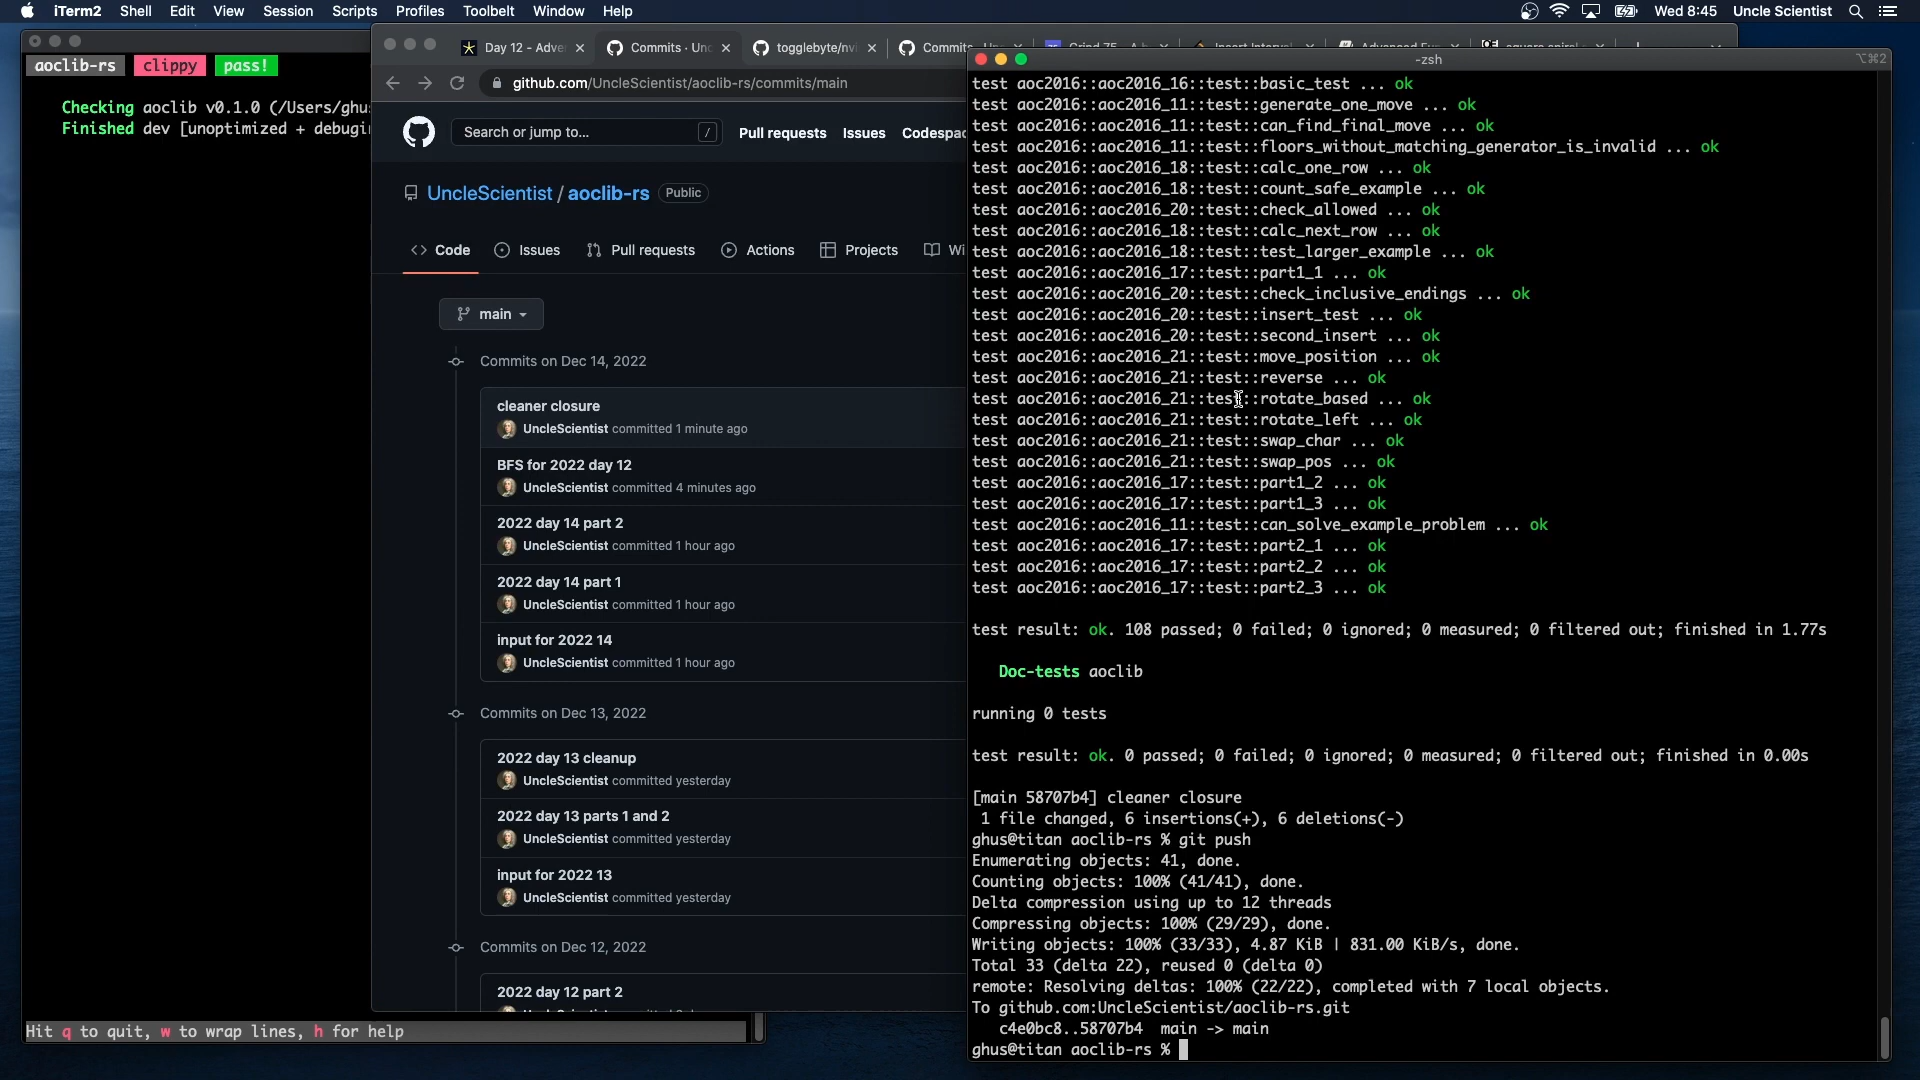 iTerm2 Shell Edit View Session Scripts Profiles Toolbelt Window Help
Wed 8:45 Uncle Scientist
aoclib-rs clippy pass!
Checking aoclib v0.1.0 (/Users/ghus
Finished dev [unoptimized + debugin
Hit q to quit, w to wrap lines, h for help
Day 12 - Adve
Commits · Unc
togglebyte/nvi
github.com/UncleScientist/aoclib-rs/commits/main
Search or jump to... /
Pull requests Issues Codespac
UncleScientist / aoclib-rs Public
Code Issues Pull requests Actions Projects Wi
main
Commits on Dec 14, 2022
cleaner closure
UncleScientist committed 1 minute ago
BFS for 2022 day 12
UncleScientist committed 4 minutes ago
2022 day 14 part 2
UncleScientist committed 1 hour ago
2022 day 14 part 1
UncleScientist committed 1 hour ago
input for 2022 14
UncleScientist committed 1 hour ago
Commits on Dec 13, 2022
2022 day 13 cleanup
UncleScientist committed yesterday
2022 day 13 parts 1 and 2
UncleScientist committed yesterday
input for 2022 13
UncleScientist committed yesterday
Commits on Dec 12, 2022
2022 day 12 part 2
-zsh
⌥⌘2
test aoc2016::aoc2016_16::test::basic_test ... ok
test aoc2016::aoc2016_11::test::generate_one_move ... ok
test aoc2016::aoc2016_11::test::can_find_final_move ... ok
test aoc2016::aoc2016_11::test::floors_without_matching_generator_is_invalid ... ok
test aoc2016::aoc2016_18::test::calc_one_row ... ok
test aoc2016::aoc2016_18::test::count_safe_example ... ok
test aoc2016::aoc2016_20::test::check_allowed ... ok
test aoc2016::aoc2016_18::test::calc_next_row ... ok
test aoc2016::aoc2016_18::test::test_larger_example ... ok
test aoc2016::aoc2016_17::test::part1_1 ... ok
test aoc2016::aoc2016_20::test::check_inclusive_endings ... ok
test aoc2016::aoc2016_20::test::insert_test ... ok
test aoc2016::aoc2016_20::test::second_insert ... ok
test aoc2016::aoc2016_21::test::move_position ... ok
test aoc2016::aoc2016_21::test::reverse ... ok
test aoc2016::aoc2016_21::test::rotate_based ... ok
test aoc2016::aoc2016_21::test::rotate_left ... ok
test aoc2016::aoc2016_21::test::swap_char ... ok
test aoc2016::aoc2016_21::test::swap_pos ... ok
test aoc2016::aoc2016_17::test::part1_2 ... ok
test aoc2016::aoc2016_17::test::part1_3 ... ok
test aoc2016::aoc2016_11::test::can_solve_example_problem ... ok
test aoc2016::aoc2016_17::test::part2_1 ... ok
test aoc2016::aoc2016_17::test::part2_2 ... ok
test aoc2016::aoc2016_17::test::part2_3 ... ok
test result: ok. 108 passed; 0 failed; 0 ignored; 0 measured; 0 filtered out; finished in 1.77s
Doc-tests aoclib
running 0 tests
test result: ok. 0 passed; 0 failed; 0 ignored; 0 measured; 0 filtered out; finished in 0.00s
[main 58707b4] cleaner closure
1 file changed, 6 insertions(+), 6 deletions(-)
ghus@titan aoclib-rs % git push
Enumerating objects: 41, done.
Counting objects: 100% (41/41), done.
Delta compression using up to 12 threads
Compressing objects: 100% (29/29), done.
Writing objects: 100% (33/33), 4.87 KiB | 831.00 KiB/s, done.
Total 33 (delta 22), reused 0 (delta 0)
remote: Resolving deltas: 100% (22/22), completed with 7 local objects.
To github.com:UncleScientist/aoclib-rs.git
c4e0bc8..58707b4 main -> main
ghus@titan aoclib-rs %